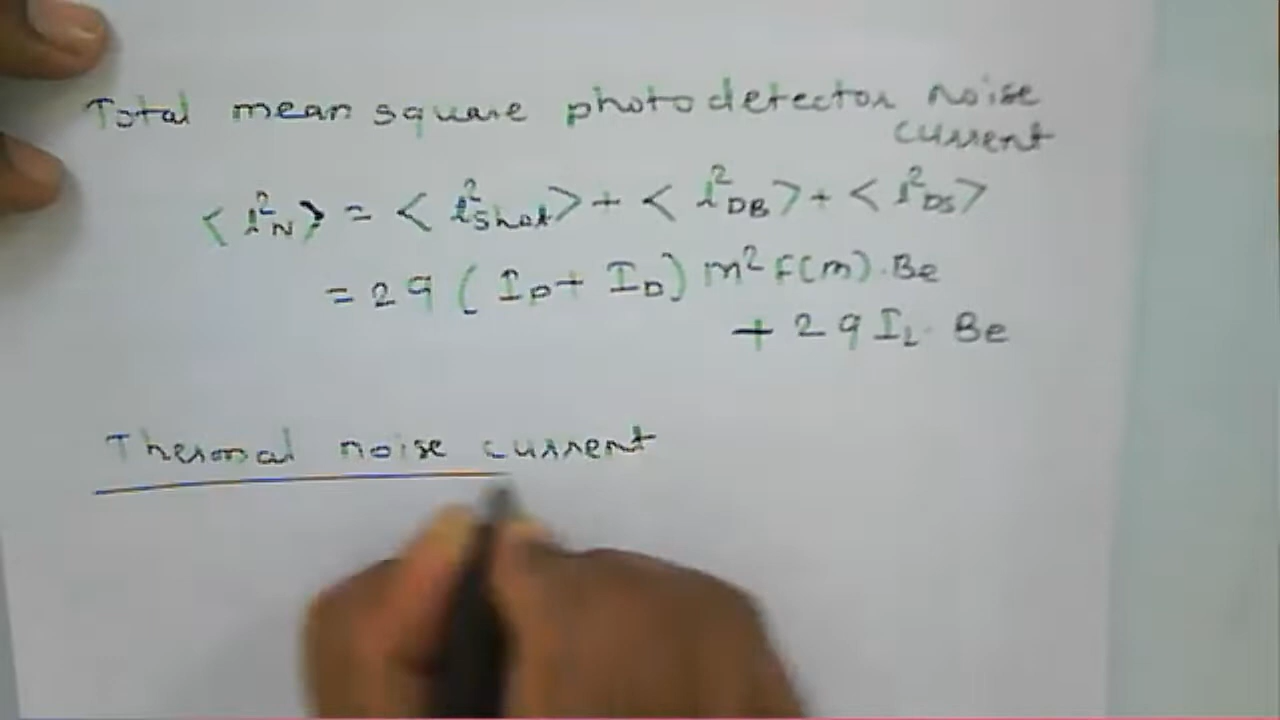 Total mean square photodetector noise
current
< i²N > = < i²Shot > + < i²DB > + < i²DS >
= 2q ( IP + ID ) m² F(m) . Be
+ 2q IL . Be
Thermal noise current